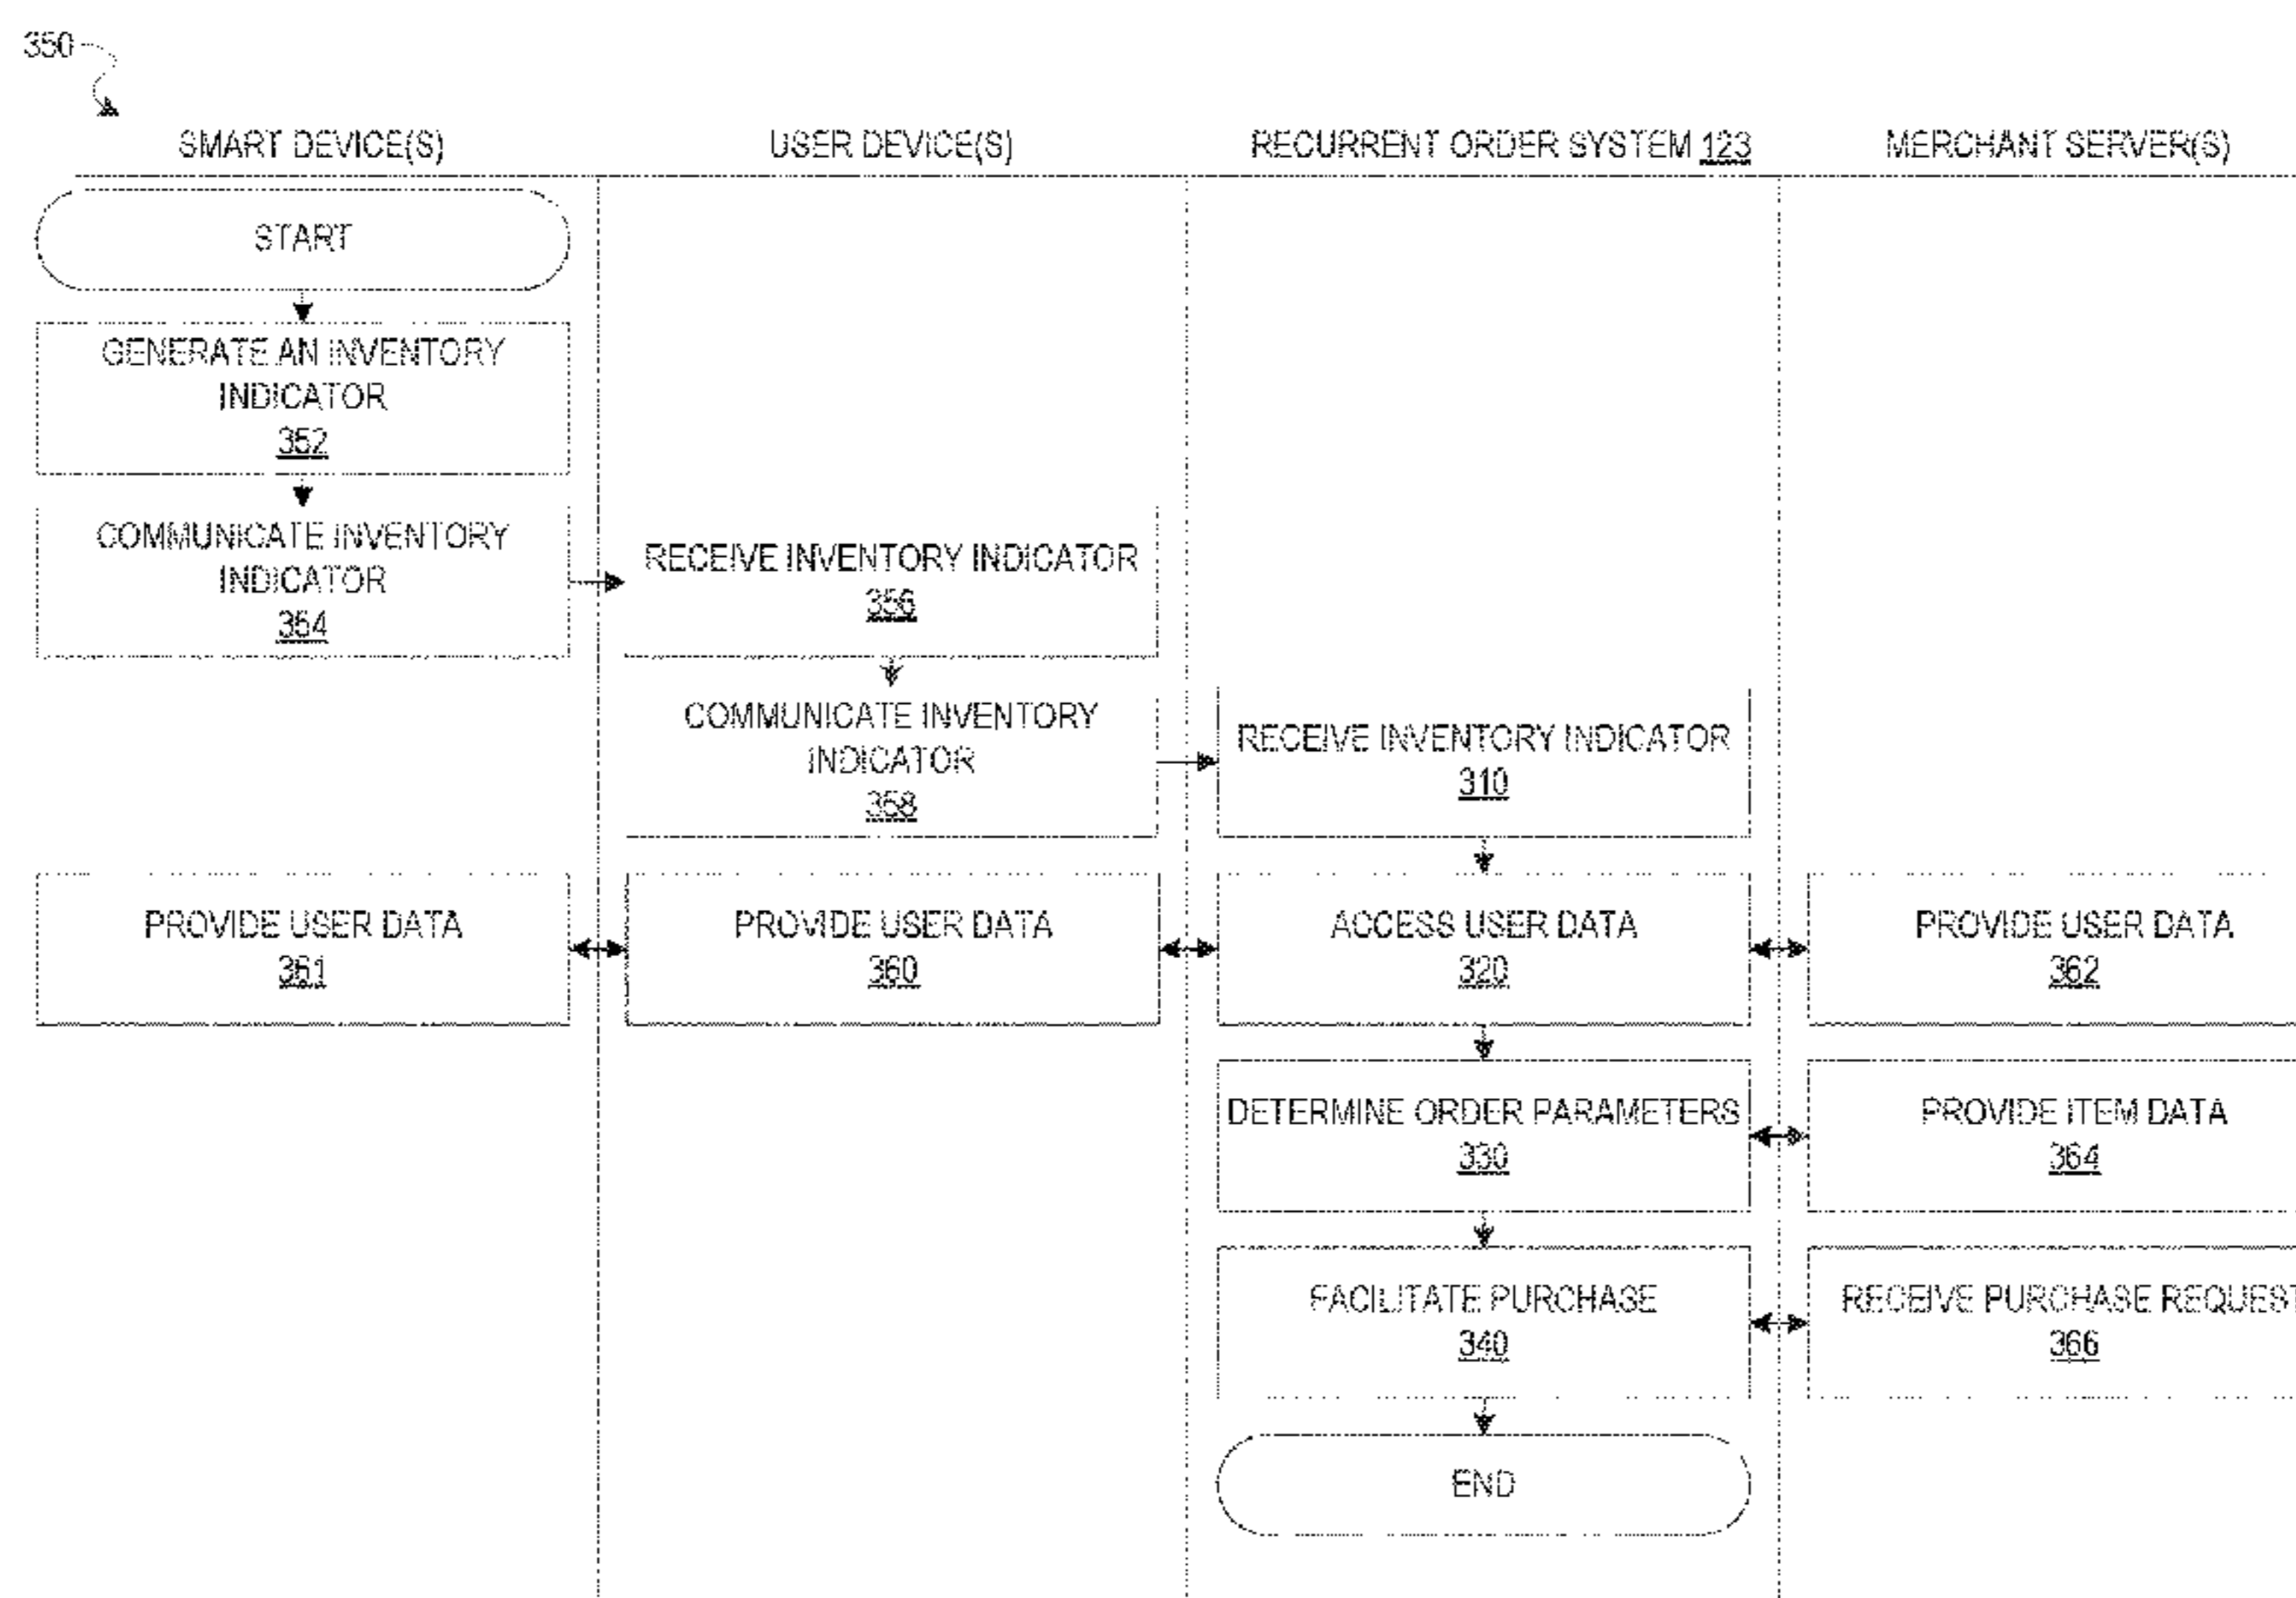 350
SMART DEVICE(S)
USER DEVICE(S)
RECURRENT ORDER SYSTEM 123
MERCHANT SERVER(S)
START
GENERATE AN INVENTORY
INDICATOR
352
COMMUNICATE INVENTORY
INDICATOR
354
RECEIVE INVENTORY INDICATOR
356
COMMUNICATE INVENTORY
INDICATOR
358
RECEIVE INVENTORY INDICATOR
310
PROVIDE USER DATA
361
PROVIDE USER DATA
360
ACCESS USER DATA
320
PROVIDE USER DATA
362
DETERMINE ORDER PARAMETERS
330
PROVIDE ITEM DATA
364
FACILITATE PURCHASE
340
RECEIVE PURCHASE REQUEST
366
END